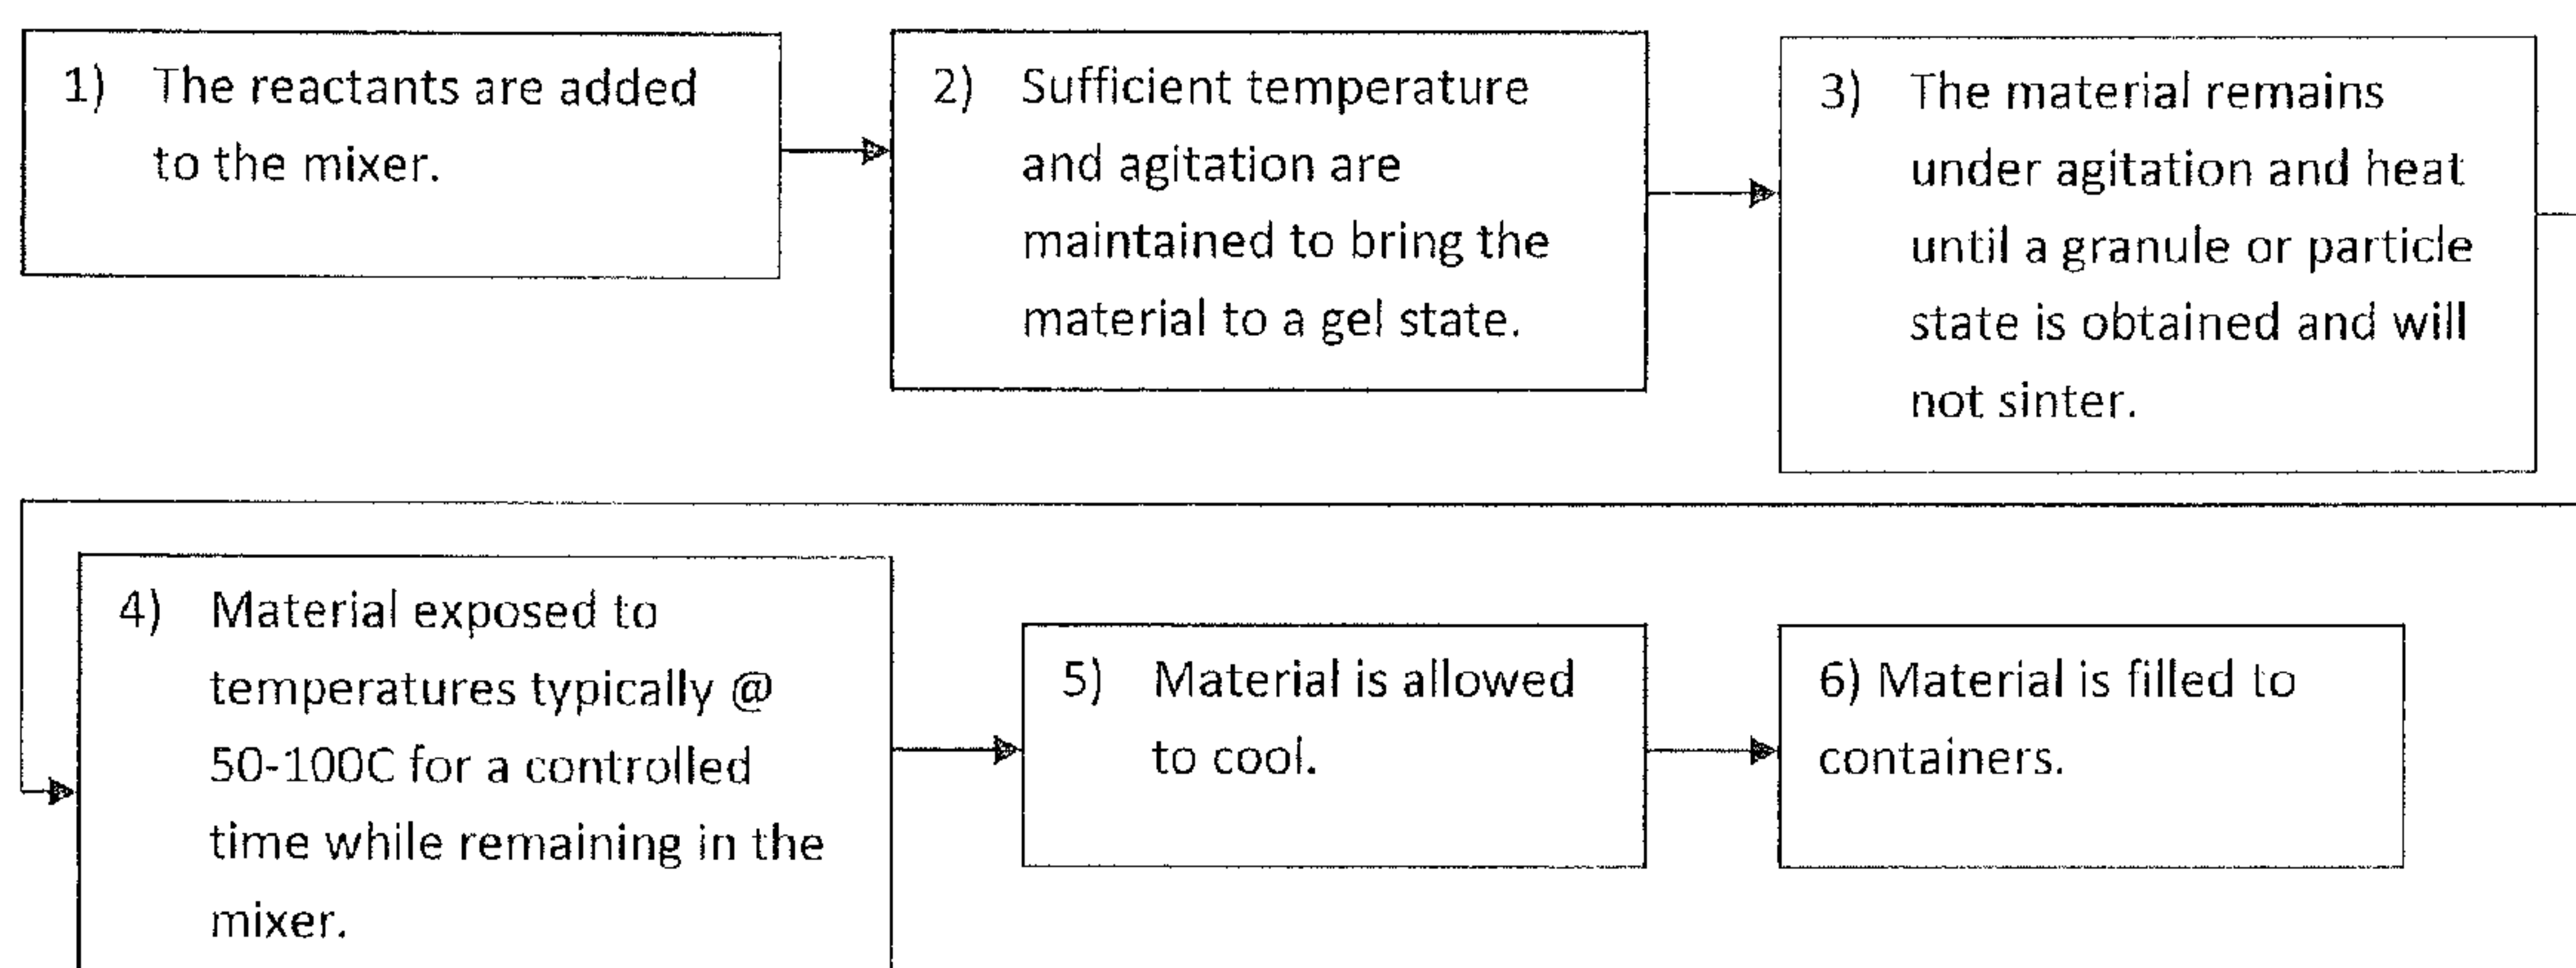 1) The reactants are added
to the mixer.
2) Sufficient temperature
and agitation are
maintained to bring the
material to a gel state.
3) The material remains
under agitation and heat
until a granule or particle
state is obtained and will
not sinter.
4) Material exposed to
temperatures typically @
50-100C for a controlled
time while remaining in the
mixer.
5) Material is allowed
to cool.
6) Material is filled to
containers.